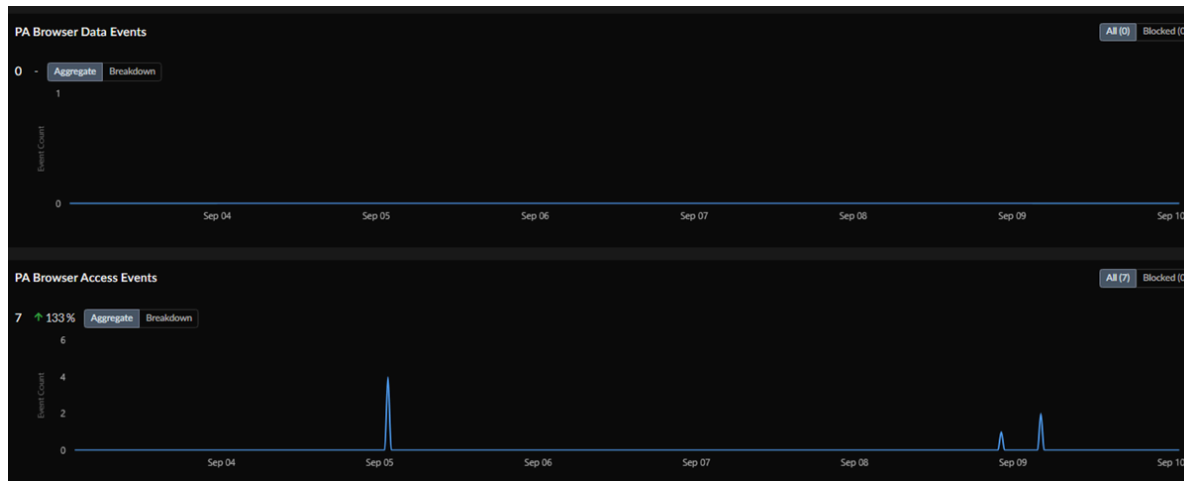 PA Browser Data Events
All (0) Blocked (0
0 - Aggregate Breakdown
1
Event Count
0
Sep 04 Sep 05 Sep 06 Sep 07 Sep 08 Sep 09 Sep 10
PA Browser Access Events
All (7) Blocked (0
7 ↑ 133% Aggregate Breakdown
6
4
Event Count
2
0
Sep 04 Sep 05 Sep 06 Sep 07 Sep 08 Sep 09 Sep 10